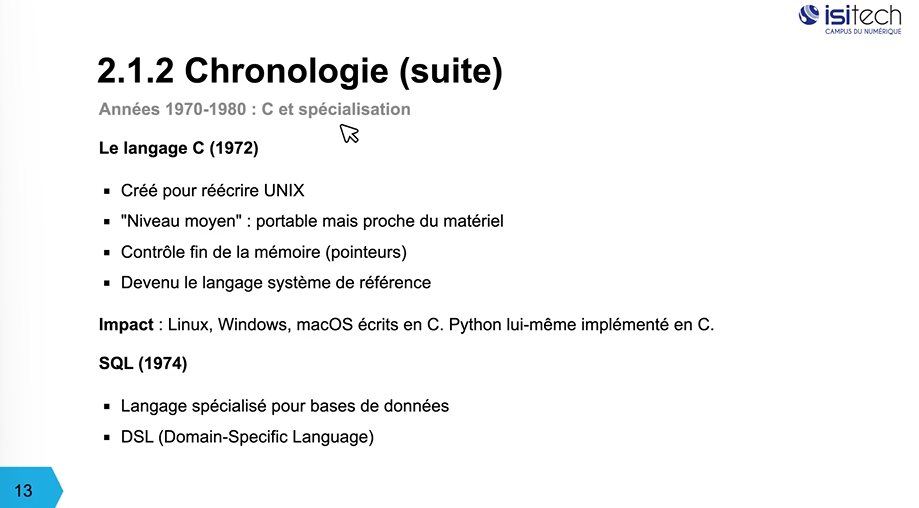 isitech
CAMPUS DU NUMÉRIQUE
2.1.2 Chronologie (suite)
Années 1970-1980 : C et spécialisation
Le langage C (1972)
▪ Créé pour réécrire UNIX
▪ "Niveau moyen" : portable mais proche du matériel
▪ Contrôle fin de la mémoire (pointeurs)
▪ Devenu le langage système de référence
Impact : Linux, Windows, macOS écrits en C. Python lui-même implémenté en C.
SQL (1974)
▪ Langage spécialisé pour bases de données
▪ DSL (Domain-Specific Language)
13